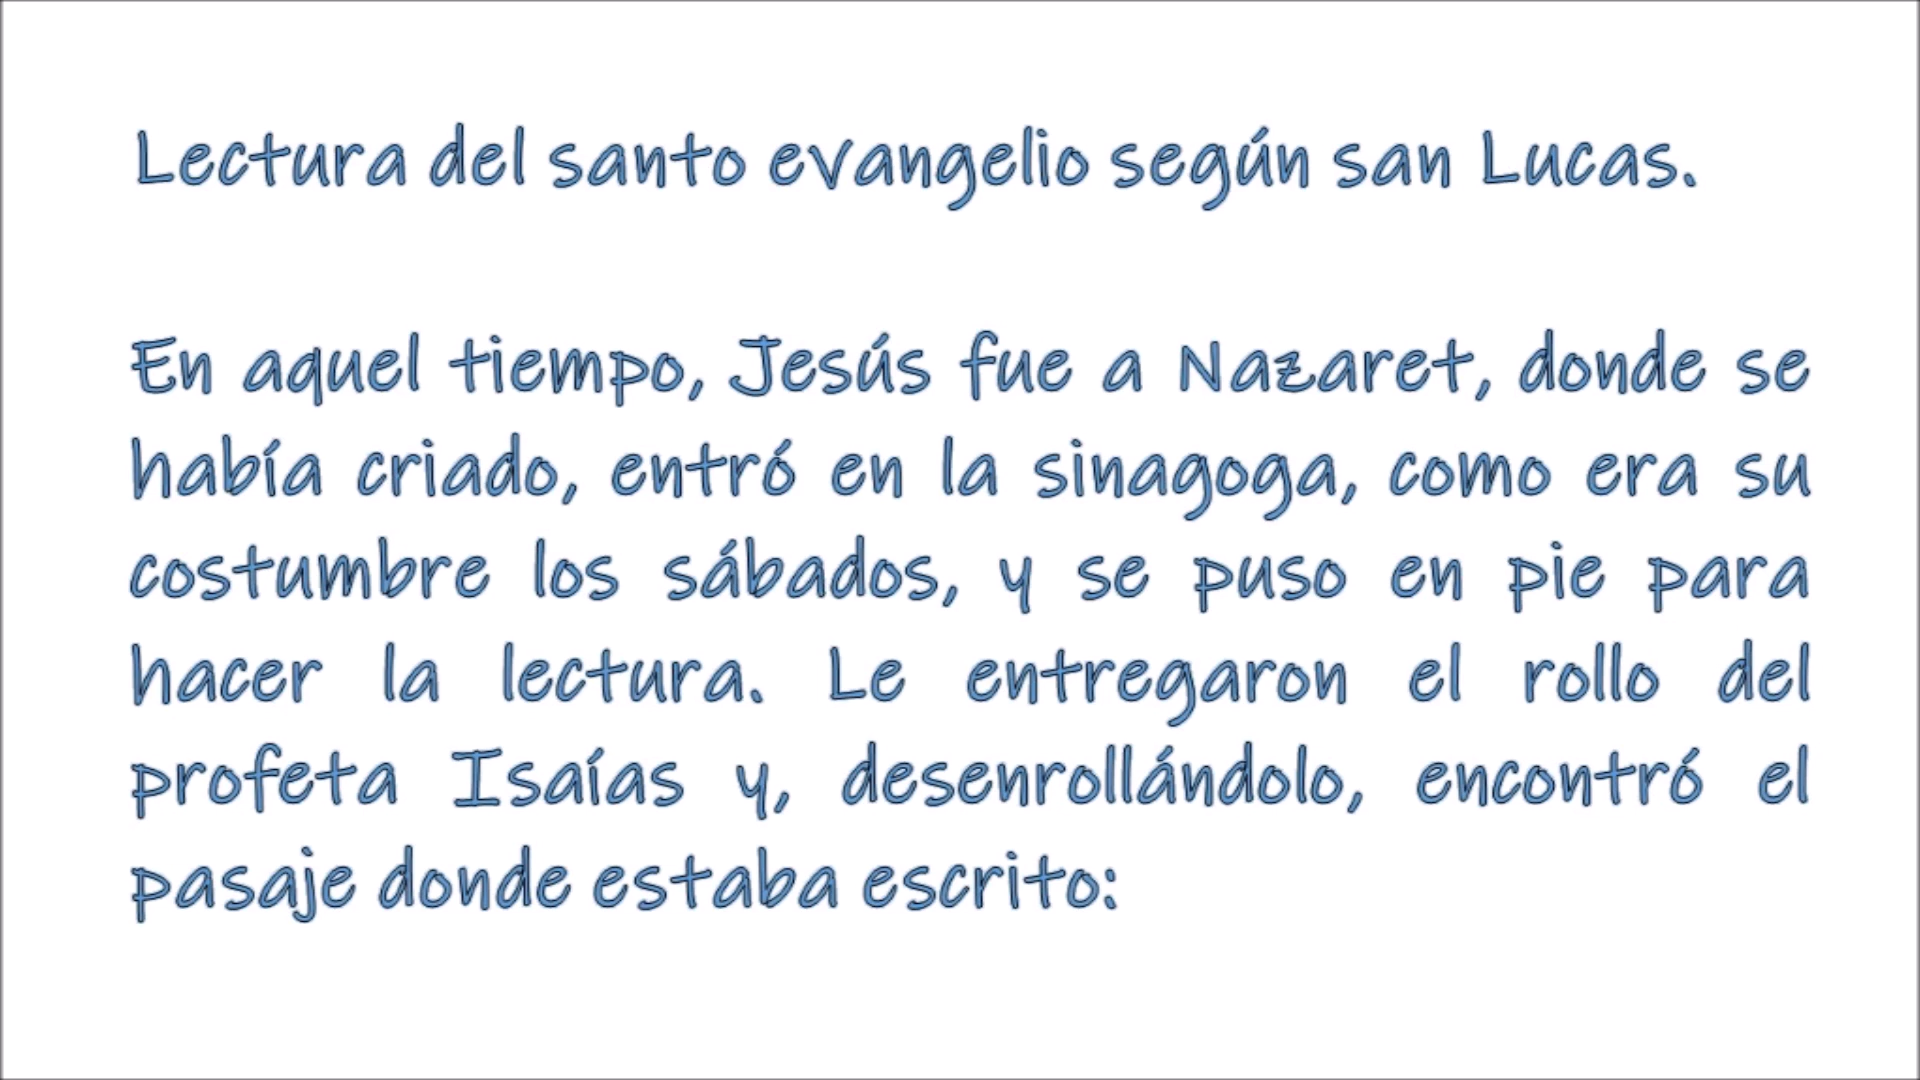 Lectura del santo evangelio según san Lucas.
En aquel tiempo, Jesús fue a Nazaret, donde se
había criado, entró en la sinagoga, como era su
costumbre los sábados, y se puso en pie para
hacer la lectura. Le entregaron el rollo del
profeta Isaías y, desenrollándolo, encontró el
pasaje donde estaba escrito: